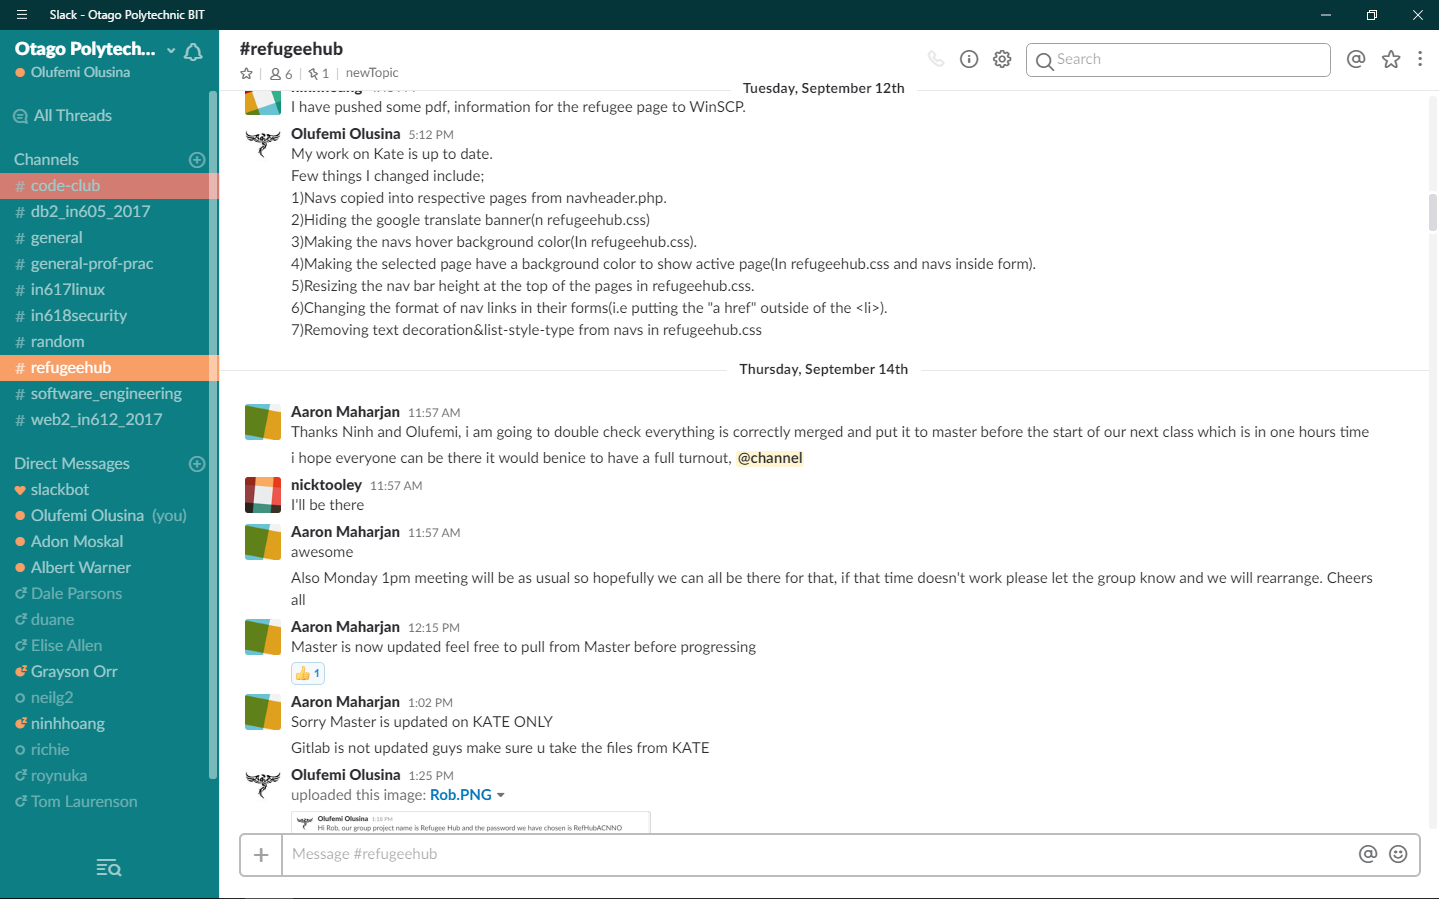 Slack - Otago Polytechnic BIT
Otago Polytech...
Olufemi Olusina
All Threads
Channels
# code-club
# db2_in605_2017
# general
# general-prof-prac
# in617linux
# in618security
# random
# refugeehub
# software_engineering
# web2_in612_2017
Direct Messages
slackbot
Olufemi Olusina (you)
Adon Moskal
Albert Warner
Dale Parsons
duane
Elise Allen
Grayson Orr
neilg2
ninhhoang
richie
roynuka
Tom Laurenson
#refugeehub
6 | 1 | newTopic
Search
Tuesday, September 12th
I have pushed some pdf, information for the refugee page to WinSCP.
Olufemi Olusina 5:12 PM
My work on Kate is up to date.
Few things I changed include;
1)Navs copied into respective pages from navheader.php.
2)Hiding the google translate banner(n refugeehub.css)
3)Making the navs hover background color(In refugeehub.css).
4)Making the selected page have a background color to show active page(In refugeehub.css and navs inside form).
5)Resizing the nav bar height at the top of the pages in refugeehub.css.
6)Changing the format of nav links in their forms(i.e putting the "a href" outside of the <li>).
7)Removing text decoration&list-style-type from navs in refugeehub.css
Thursday, September 14th
Aaron Maharjan 11:57 AM
Thanks Ninh and Olufemi, i am going to double check everything is correctly merged and put it to master before the start of our next class which is in one hours time
i hope everyone can be there it would benice to have a full turnout, @channel
nicktooley 11:57 AM
I'll be there
Aaron Maharjan 11:57 AM
awesome
Also Monday 1pm meeting will be as usual so hopefully we can all be there for that, if that time doesn't work please let the group know and we will rearrange. Cheers
all
Aaron Maharjan 12:15 PM
Master is now updated feel free to pull from Master before progressing
1
Aaron Maharjan 1:02 PM
Sorry Master is updated on KATE ONLY
Gitlab is not updated guys make sure u take the files from KATE
Olufemi Olusina 1:25 PM
uploaded this image: Rob.PNG
Olufemi Olusina 1:18 PM
Hi Rob, our group project name is Refugee Hub and the password we have chosen is RefHubACNNO
Message #refugeehub